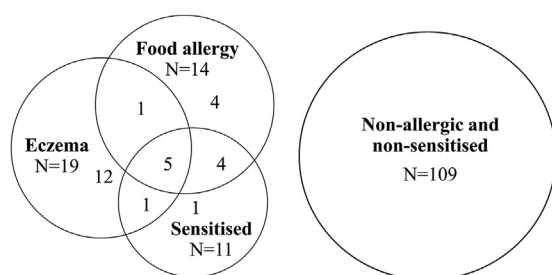 Food allergy
N=14
1
4
Eczema
N=19
12
5
4
1
1
Sensitised
N=11
Non-allergic and
non-sensitised
N=109